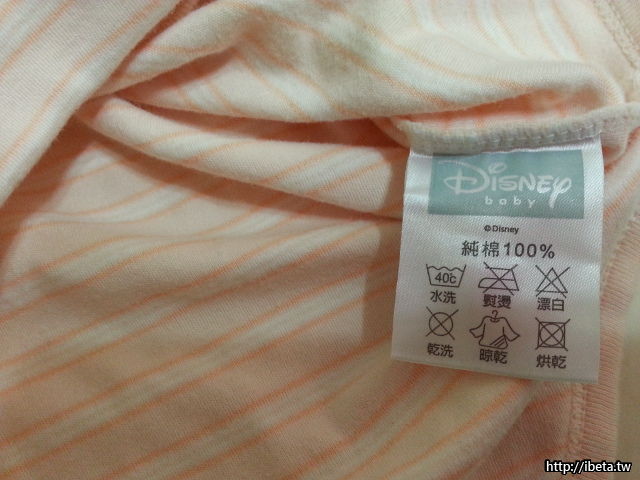 Disney
baby
©Disney
純棉100%
40℃
水洗 熨燙 漂白
乾洗 晾乾 烘乾
http://ibeta.tw